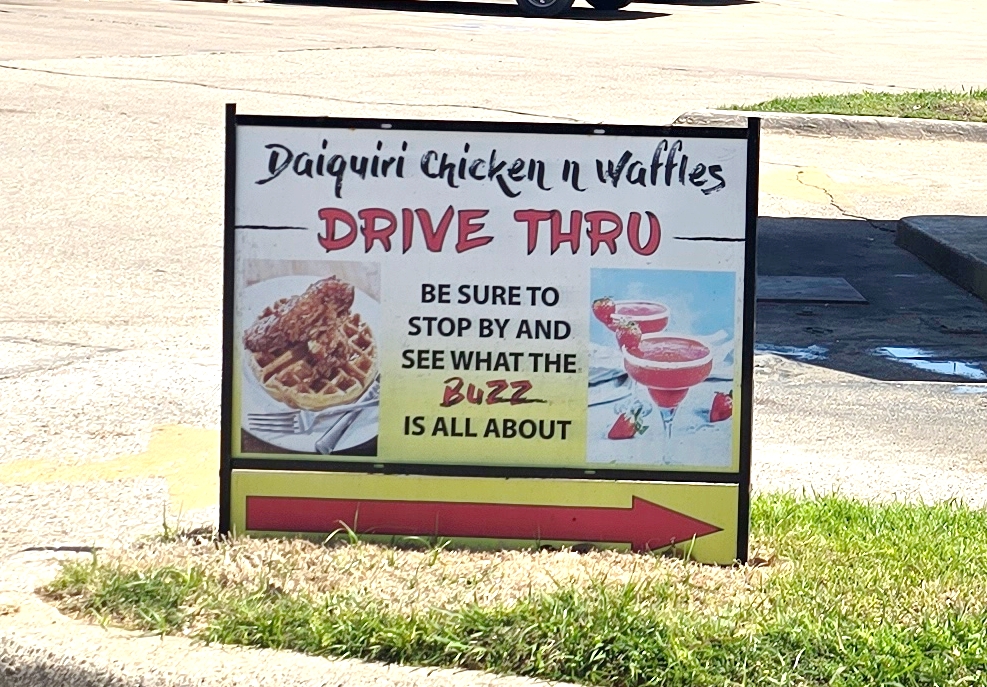 Daiquiri Chicken n Waffles
DRIVE THRU
BE SURE TO
STOP BY AND
SEE WHAT THE
BuZZ
IS ALL ABOUT